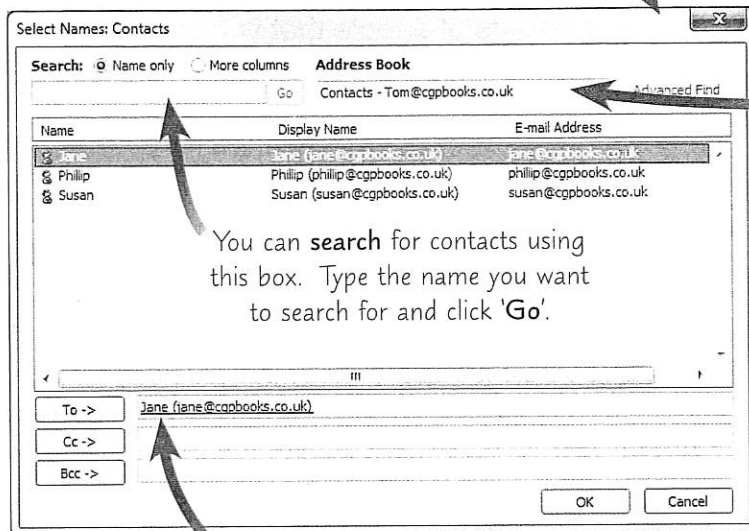 Select Names: Contacts
Search: Name only More columns Address Book
Go Contacts - Tom@cgpbooks.co.uk Advanced Find
Name Display Name E-mail Address
Jane Jane (jane@cgpbooks.co.uk) jane@cgpbooks.co.uk
Philip Philip (philip@cgpbooks.co.uk) philip@cgpbooks.co.uk
Susan Susan (susan@cgpbooks.co.uk) susan@cgpbooks.co.uk
You can search for contacts using
this box. Type the name you want
to search for and click 'Go'.
To -> Jane (jane@cgpbooks.co.uk)
Cc ->
Bcc ->
OK Cancel